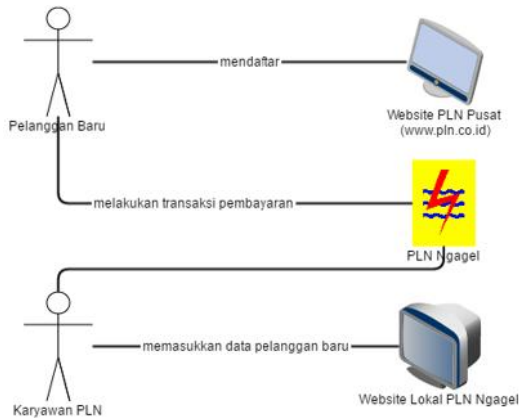 mendaftar
Website PLN Pusat
(www.pln.co.id)
Pelanggan Baru
melakukan transaksi pembayaran
PLN Ngagel
memasukkan data pelanggan baru
Website Lokal PLN Ngagel
Karyawan PLN